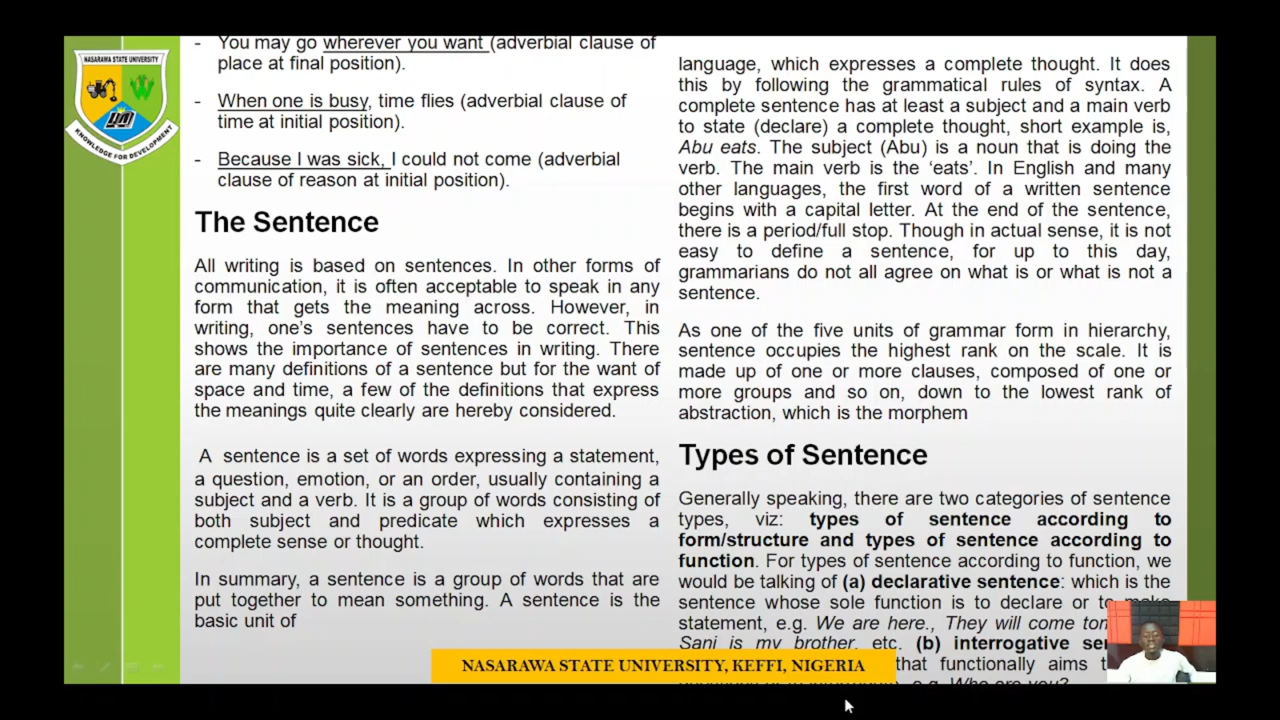 NASARAWA STATE UNIVERSITY
KNOWLEDGE FOR DEVELOPMENT
- You may go wherever you want (adverbial clause of
place at final position).
- When one is busy, time flies (adverbial clause of
time at initial position).
- Because I was sick, I could not come (adverbial
clause of reason at initial position).
The Sentence
All writing is based on sentences. In other forms of
communication, it is often acceptable to speak in any
form that gets the meaning across. However, in
writing, one's sentences have to be correct. This
shows the importance of sentences in writing. There
are many definitions of a sentence but for the want of
space and time, a few of the definitions that express
the meanings quite clearly are hereby considered.
A sentence is a set of words expressing a statement,
a question, emotion, or an order, usually containing a
subject and a verb. It is a group of words consisting of
both subject and predicate which expresses a
complete sense or thought.
In summary, a sentence is a group of words that are
put together to mean something. A sentence is the
basic unit of
language, which expresses a complete thought. It does
this by following the grammatical rules of syntax. A
complete sentence has at least a subject and a main verb
to state (declare) a complete thought, short example is,
Abu eats. The subject (Abu) is a noun that is doing the
verb. The main verb is the 'eats'. In English and many
other languages, the first word of a written sentence
begins with a capital letter. At the end of the sentence,
there is a period/full stop. Though in actual sense, it is not
easy to define a sentence, for up to this day,
grammarians do not all agree on what is or what is not a
sentence.
As one of the five units of grammar form in hierarchy,
sentence occupies the highest rank on the scale. It is
made up of one or more clauses, composed of one or
more groups and so on, down to the lowest rank of
abstraction, which is the morphem
Types of Sentence
Generally speaking, there are two categories of sentence
types, viz: types of sentence according to
form/structure and types of sentence according to
function. For types of sentence according to function, we
would be talking of (a) declarative sentence: which is the
sentence whose sole function is to declare or to make
statement, e.g. We are here., They will come
Sani is my brother, etc. (b) interrogative
that functionally aims
e.g. Who are you?
NASARAWA STATE UNIVERSITY, KEFFI, NIGERIA